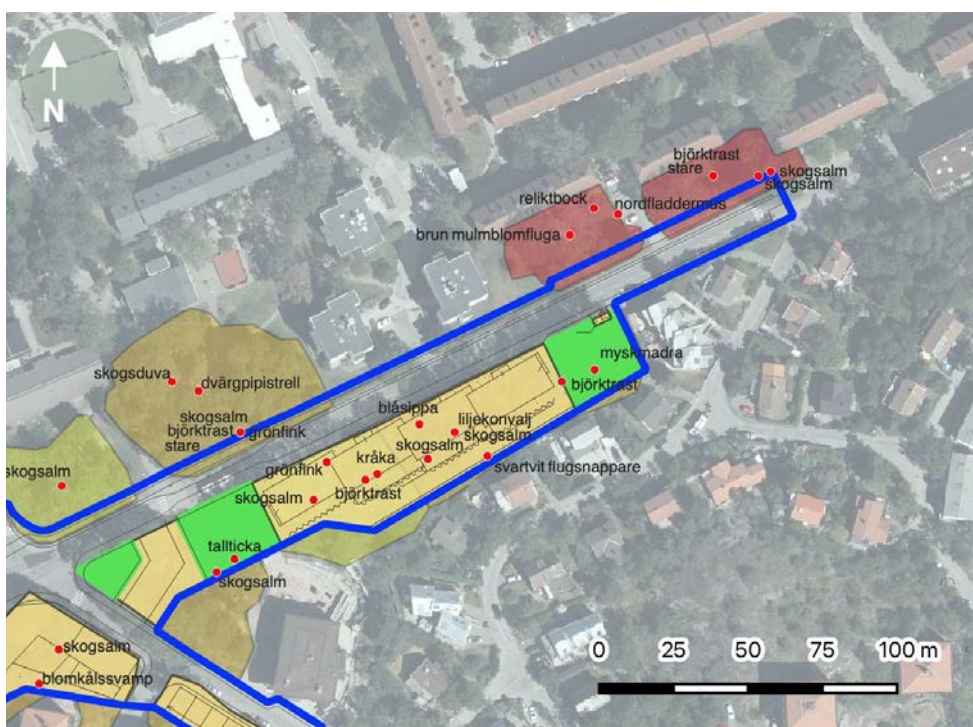 N
björktrast
stare
skogsalm
skogsalm
reliktbock
nordfladdermus
brun mulmblomfluga
myskmadra
skogsduva
dvärgpipistrell
björktrast
blåsippa
skogsalm
björktrast
grönfink
stare
liljekonvalj
skogsalm
skogsalm
kråka
grönfink
svartvit flugsnappare
skogsalm
björktrast
skogsalm
tallticka
skogsalm
skogsalm
blomkålssvamp
0 25 50 75 100 m